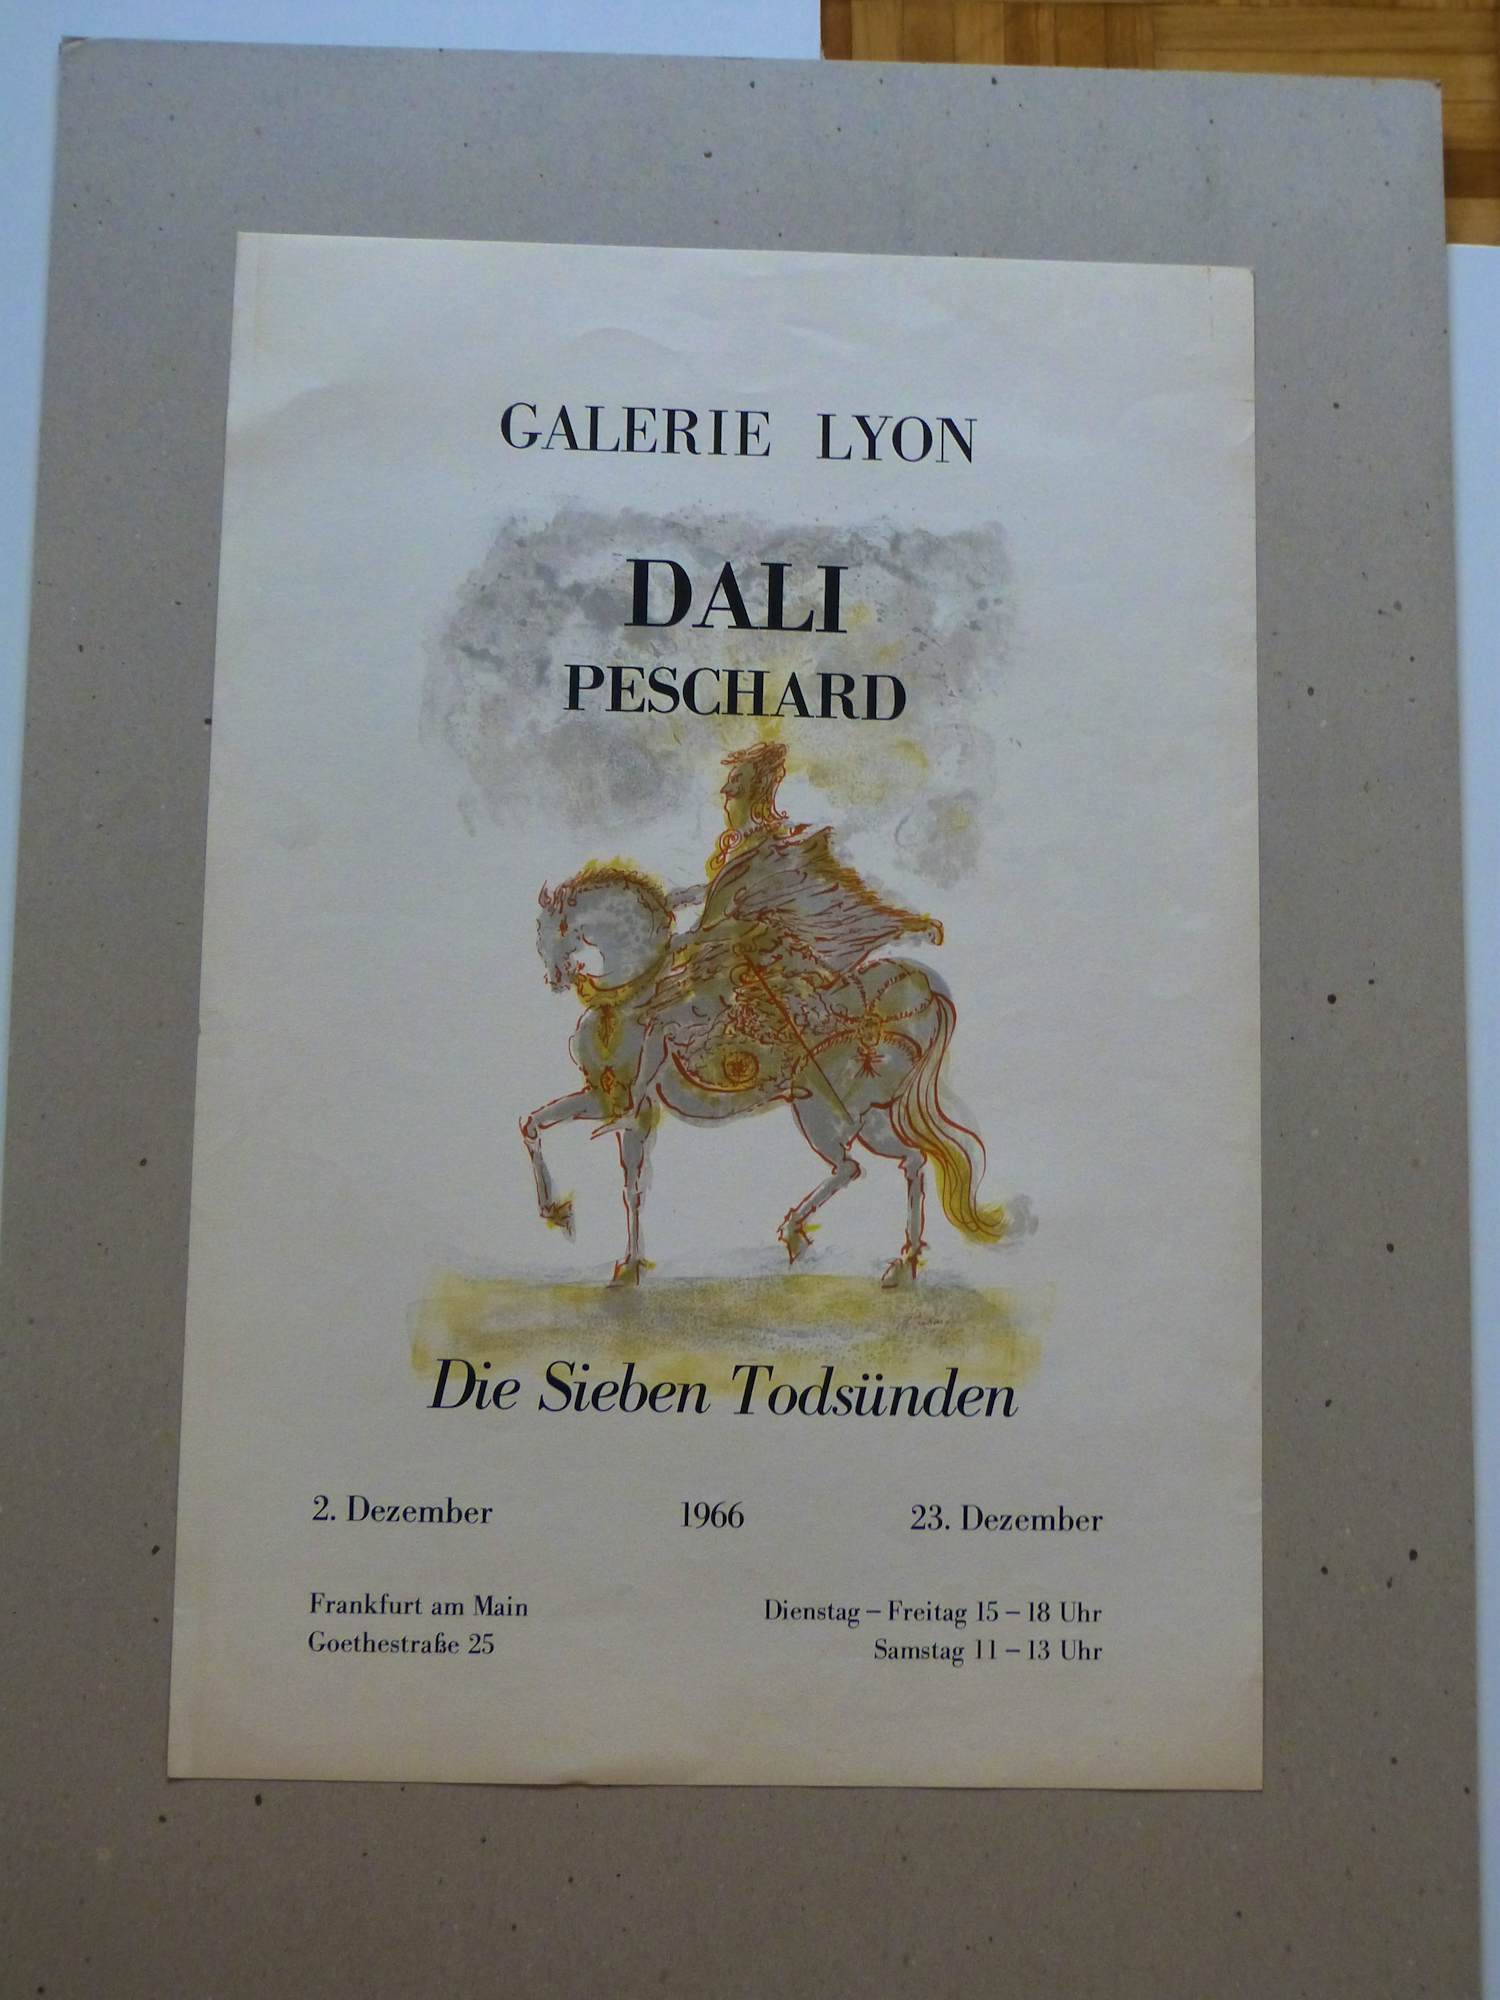 GALERIE LYON
DALI
PESCHARD
Die Sieben Todsünden
2. Dezember 1966 23. Dezember
Frankfurt am Main
Goethestraße 25
Dienstag – Freitag 15 – 18 Uhr
Samstag 11 – 13 Uhr